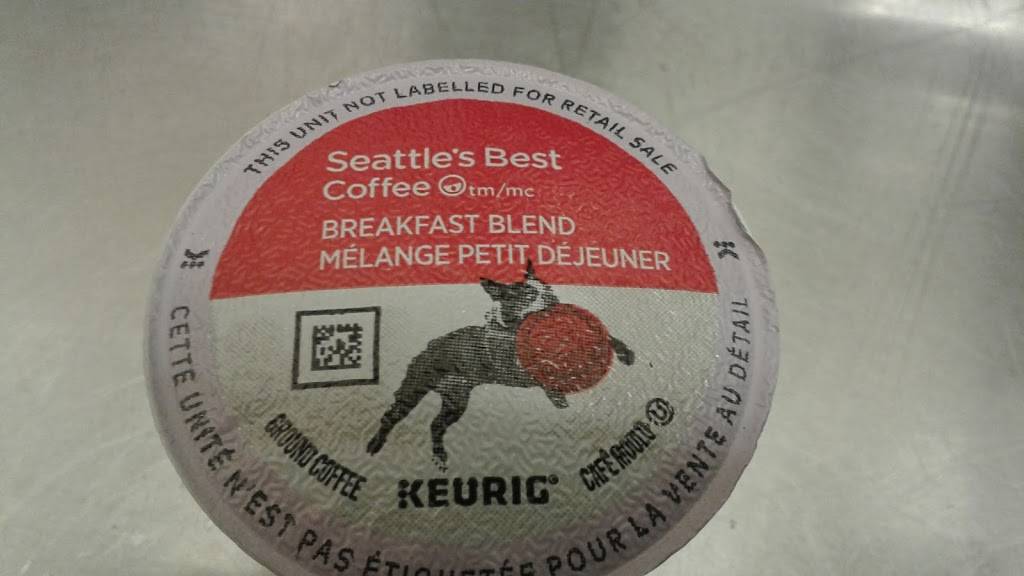 THIS UNIT NOT LABELLED FOR RETAIL SALE
Seattle's Best
Coffee tm/mc
BREAKFAST BLEND
MÉLANGE PETIT DÉJEUNER
GROUND COFFEE
KEURIG®
CAFÉ MOULU
CETTE UNITÉ N'EST PAS ÉTIQUETÉE POUR LA VENTE AU DÉTAIL